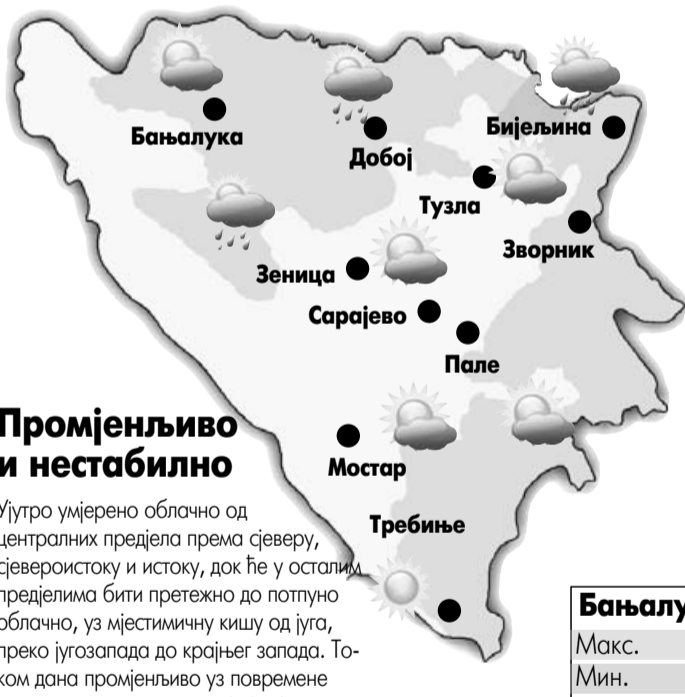 Бањалука
Добој
Бијељина
Тузла
Зворник
Зеница
Сарајево
Пале
Мостар
Требиње
Промјенљиво
и нестабилно
Ујутро умјерено облачно од
централних предјела према сјеверу,
сјевероистоку и истоку, док ће у осталим
предјелима бити претежно до потпуно
облачно, уз мјестимичну кишу од југа,
преко југозапада до крајњег запада. То-
ком дана промјенљиво уз повремене
Бањалу
Макс.
Мин.